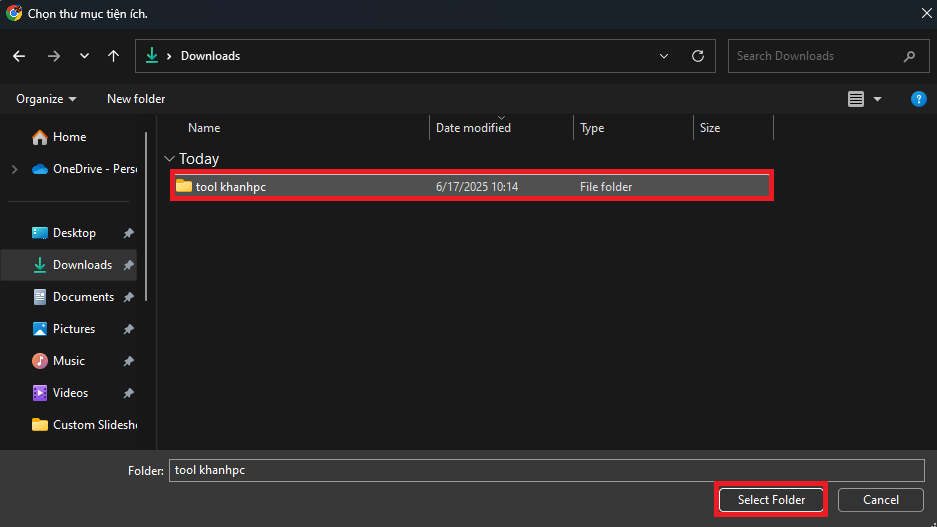 Chọn thư mục tiện ích.
Downloads
Search Downloads
Organize
New folder
?
Name
Date modified
Type
Size
Home
OneDrive - Perso
Today
tool khanhpc
6/17/2025 10:14
File folder
Desktop
Downloads
Documents
Pictures
Music
Videos
Custom Slidesh
Folder:
tool khanhpc
Select Folder
Cancel